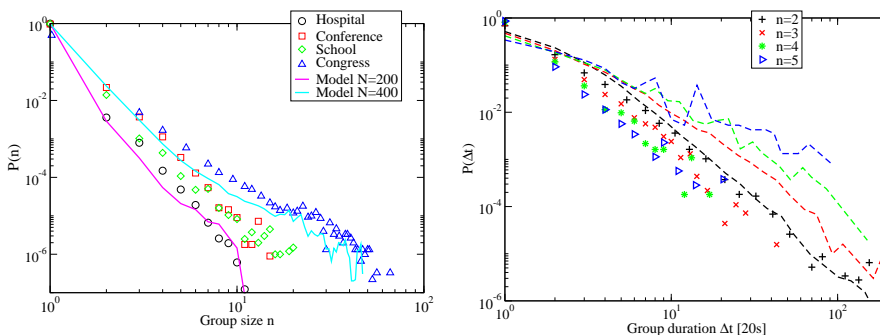 P(n)
10^0
10^-2
10^-4
10^-6
10^0
10^1
10^2
Group size n
Hospital
Conference
School
Congress
Model N=200
Model N=400
P(Δt)
10^0
10^-2
10^-4
10^-6
10^0
10^1
10^2
Group duration Δt [20s]
n=2
n=3
n=4
n=5